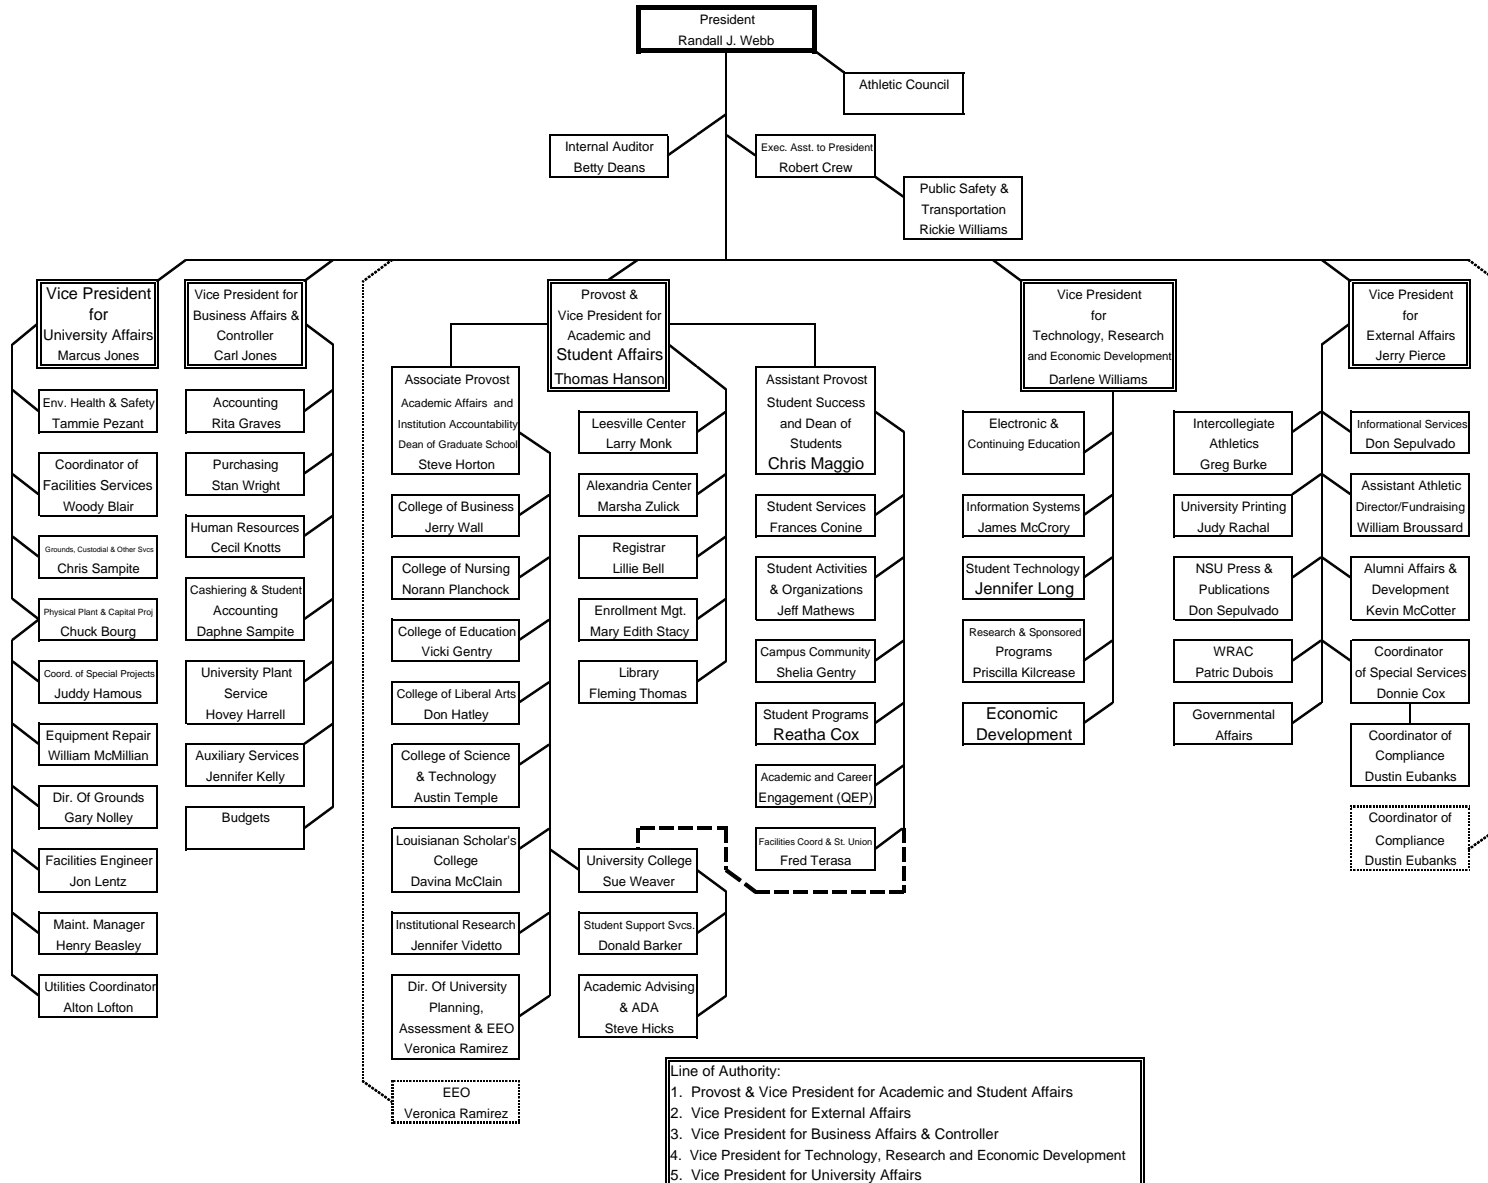 President
Randall J. Webb
Athletic Council
Internal Auditor
Betty Deans
Exec. Asst. to President
Robert Crew
Public Safety &
Transportation
Rickie Williams
Vice President
for
University Affairs
Marcus Jones
Vice President for
Business Affairs &
Controller
Carl Jones
Provost &
Vice President for
Academic and
Student Affairs
Thomas Hanson
Vice President
for
Technology, Research
and Economic Development
Darlene Williams
Vice President
for
External Affairs
Jerry Pierce
Env. Health & Safety
Tammie Pezant
Coordinator of
Facilities Services
Woody Blair
Grounds, Custodial & Other Svcs
Chris Sampite
Physical Plant & Capital Proj
Chuck Bourg
Coord. of Special Projects
Juddy Hamous
Equipment Repair
William McMillian
Dir. Of Grounds
Gary Nolley
Facilities Engineer
Jon Lentz
Maint. Manager
Henry Beasley
Utilities Coordinator
Alton Lofton
Accounting
Rita Graves
Purchasing
Stan Wright
Human Resources
Cecil Knotts
Cashiering & Student
Accounting
Daphne Sampite
University Plant
Service
Hovey Harrell
Auxiliary Services
Jennifer Kelly
Budgets
Associate Provost
Academic Affairs and
Institution Accountability
Dean of Graduate School
Steve Horton
College of Business
Jerry Wall
College of Nursing
Norann Planchock
College of Education
Vicki Gentry
College of Liberal Arts
Don Hatley
College of Science
& Technology
Austin Temple
Louisianan Scholar's
College
Davina McClain
Institutional Research
Jennifer Videtto
Dir. Of University
Planning,
Assessment & EEO
Veronica Ramirez
EEO
Veronica Ramirez
Leesville Center
Larry Monk
Alexandria Center
Marsha Zulick
Registrar
Lillie Bell
Enrollment Mgt.
Mary Edith Stacy
Library
Fleming Thomas
University College
Sue Weaver
Student Support Svcs.
Donald Barker
Academic Advising
& ADA
Steve Hicks
Assistant Provost
Student Success
and Dean of
Students
Chris Maggio
Student Services
Frances Conine
Student Activities
& Organizations
Jeff Mathews
Campus Community
Shelia Gentry
Student Programs
Reatha Cox
Academic and Career
Engagement (QEP)
Facilities Coord & St. Union
Fred Terasa
Electronic &
Continuing Education
Information Systems
James McCrory
Student Technology
Jennifer Long
Research & Sponsored
Programs
Priscilla Kilcrease
Economic
Development
Intercollegiate
Athletics
Greg Burke
University Printing
Judy Rachal
NSU Press &
Publications
Don Sepulvado
WRAC
Patric Dubois
Governmental
Affairs
Informational Services
Don Sepulvado
Assistant Athletic
Director/Fundraising
William Broussard
Alumni Affairs &
Development
Kevin McCotter
Coordinator
of Special Services
Donnie Cox
Coordinator of
Compliance
Dustin Eubanks
Coordinator of
Compliance
Dustin Eubanks
Line of Authority:
1. Provost & Vice President for Academic and Student Affairs
2. Vice President for External Affairs
3. Vice President for Business Affairs & Controller
4. Vice President for Technology, Research and Economic Development
5. Vice President for University Affairs